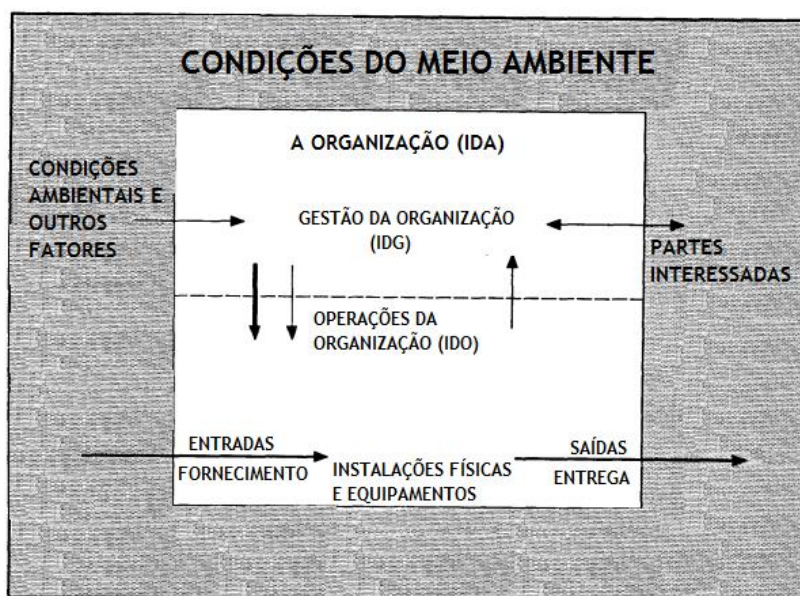 CONDIÇÕES DO MEIO AMBIENTE
A ORGANIZAÇÃO (IDA)
CONDIÇÕES
AMBIENTAIS E
OUTROS
FATORES
GESTÃO DA ORGANIZAÇÃO
(IDG)
PARTES
INTERESSADAS
OPERAÇÕES DA
ORGANIZAÇÃO (IDO)
ENTRADAS
FORNECIMENTO
INSTALAÇÕES FÍSICAS
E EQUIPAMENTOS
SAÍDAS
ENTREGA